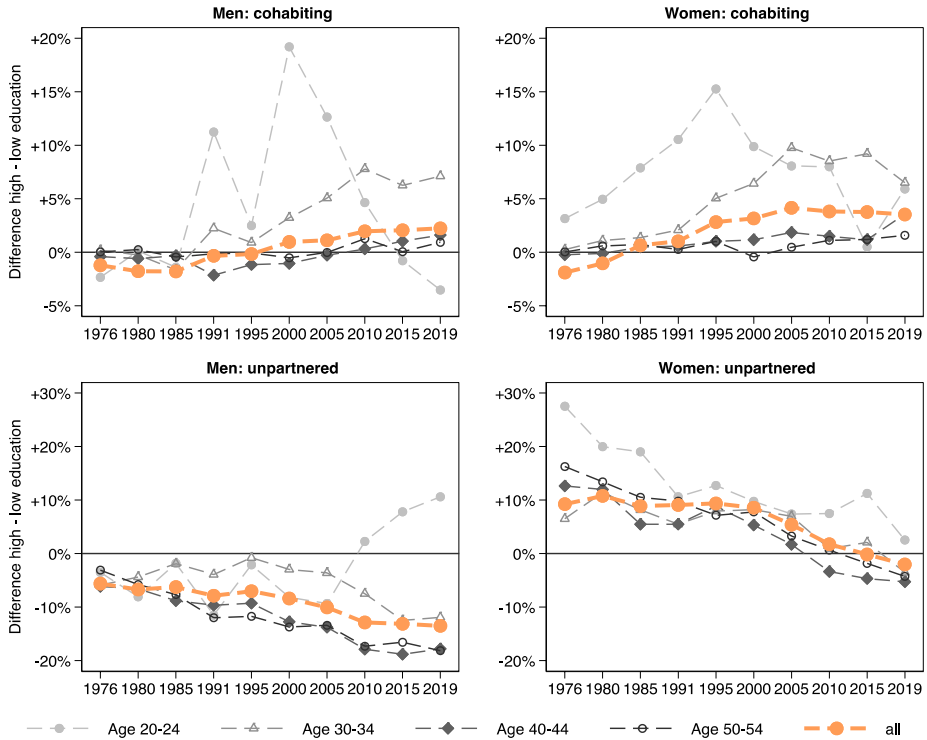 Men: cohabiting
Women: cohabiting
Difference high - low education
+20%
+15%
+10%
+5%
0%
-5%
1976 1980 1985 1991 1995 2000 2005 2010 2015 2019
+20%
+15%
+10%
+5%
0%
-5%
1976 1980 1985 1991 1995 2000 2005 2010 2015 2019
Men: unpartnered
Women: unpartnered
Difference high - low education
+30%
+20%
+10%
0%
-10%
-20%
1976 1980 1985 1991 1995 2000 2005 2010 2015 2019
+30%
+20%
+10%
0%
-10%
-20%
1976 1980 1985 1991 1995 2000 2005 2010 2015 2019
Age 20-24 Age 30-34 Age 40-44 Age 50-54 all